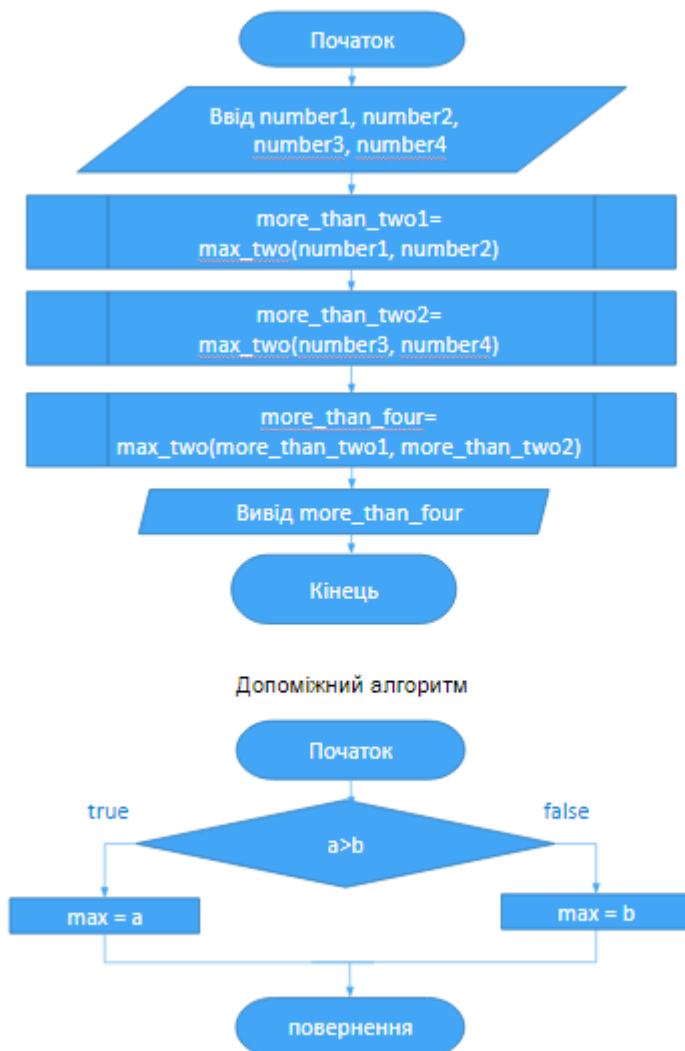 Початок
Ввід number1, number2,
number3, number4
more_than_two1=
max_two(number1, number2)
more_than_two2=
max_two(number3, number4)
more_than_four=
max_two(more_than_two1, more_than_two2)
Вивід more_than_four
Кінець
Допоміжний алгоритм
Початок
true
false
a>b
max = a
max = b
повернення